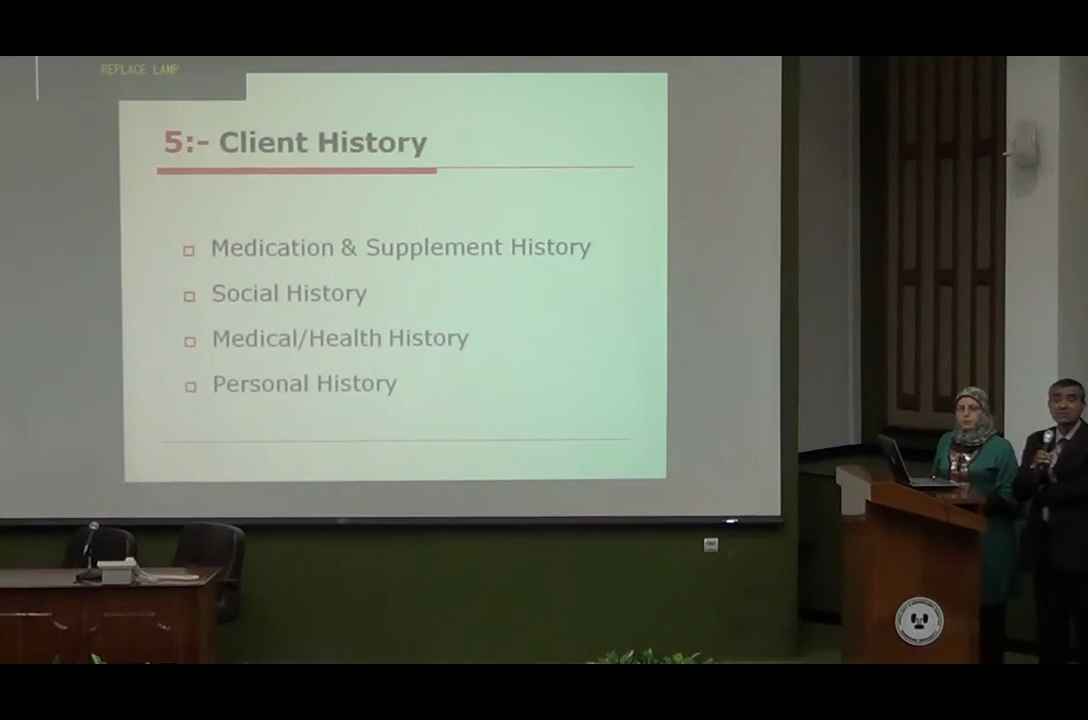 REPLACE LAMP
5:- Client History
Medication & Supplement History
Social History
Medical/Health History
Personal History